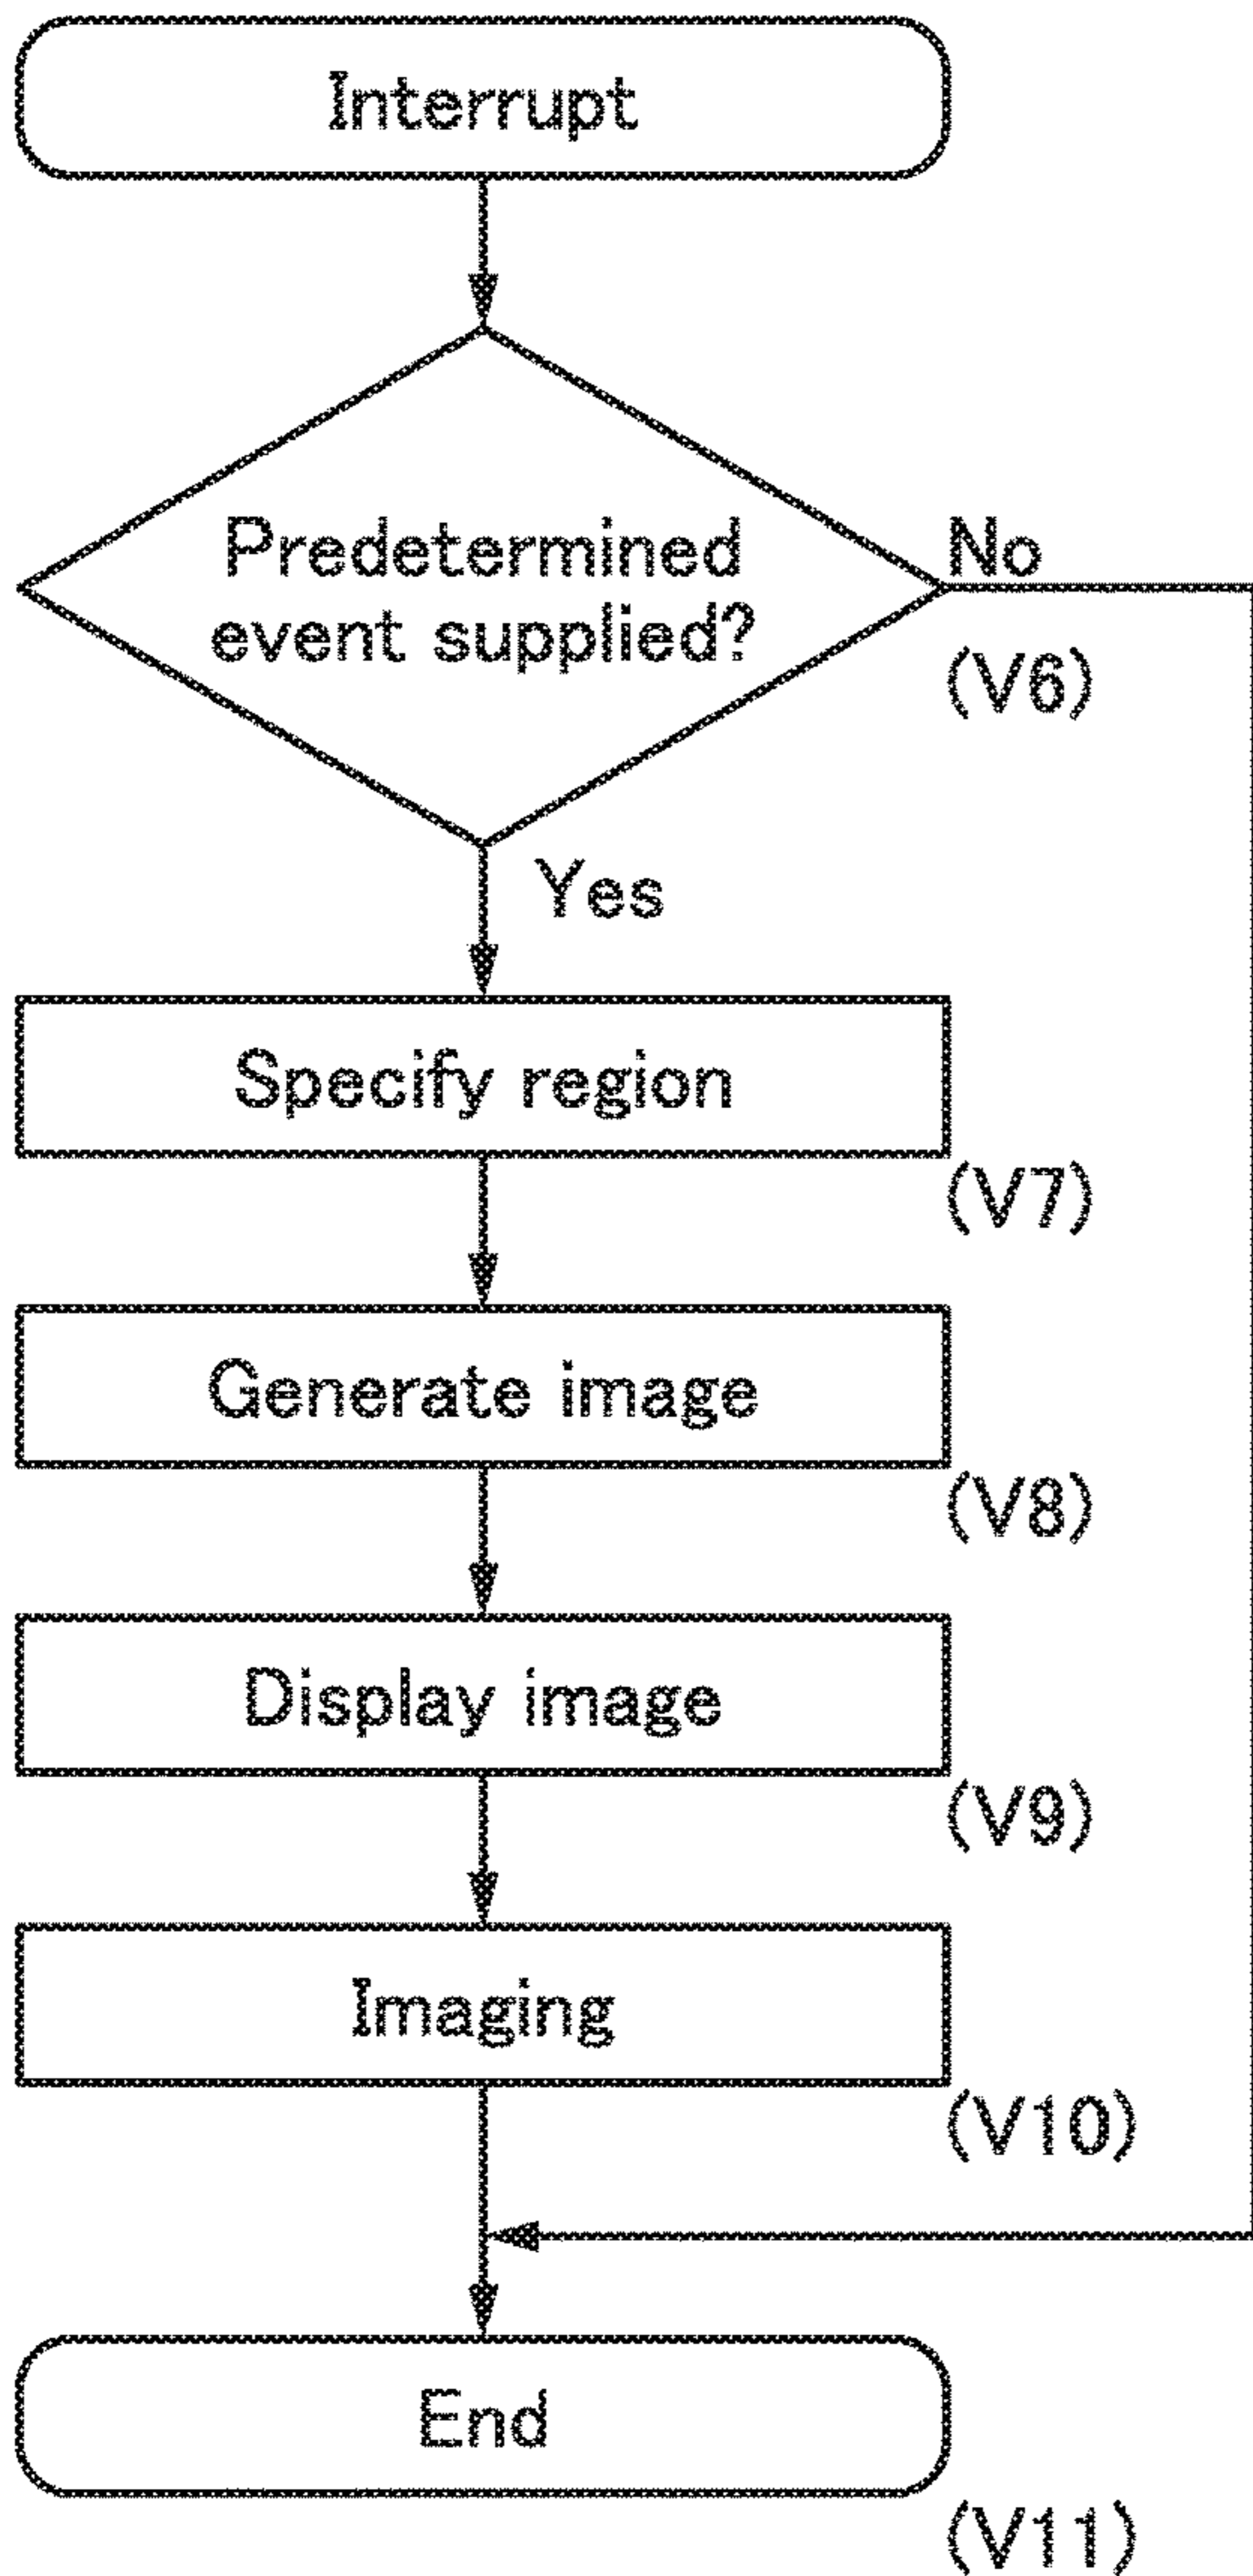 Interrupt
Predetermined
event supplied?
No
(V6)
Yes
Specify region
(V7)
Generate image
(V8)
Display image
(V9)
Imaging
(V10)
End
(V11)